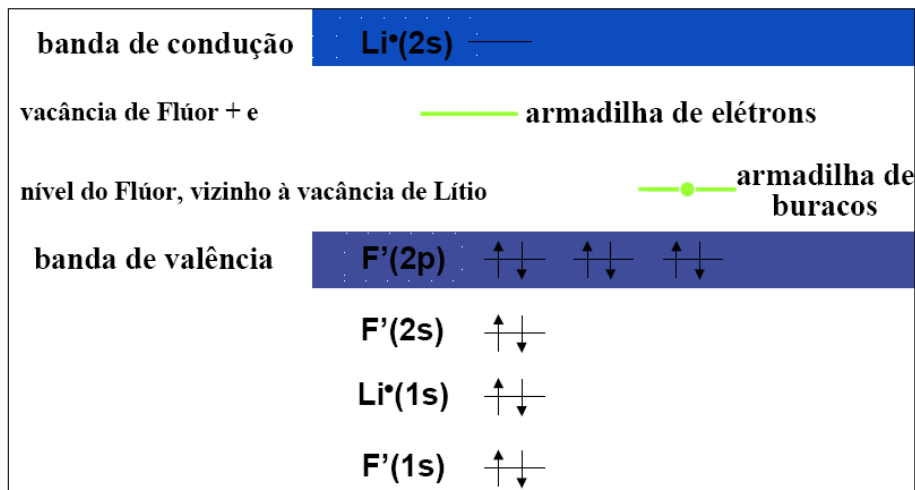 banda de condução Li•(2s)
vacância de Flúor + e armadilha de elétrons
nível do Flúor, vizinho à vacância de Lítio armadilha de
buracos
banda de valência F’(2p)
F’(2s)
Li•(1s)
F’(1s)